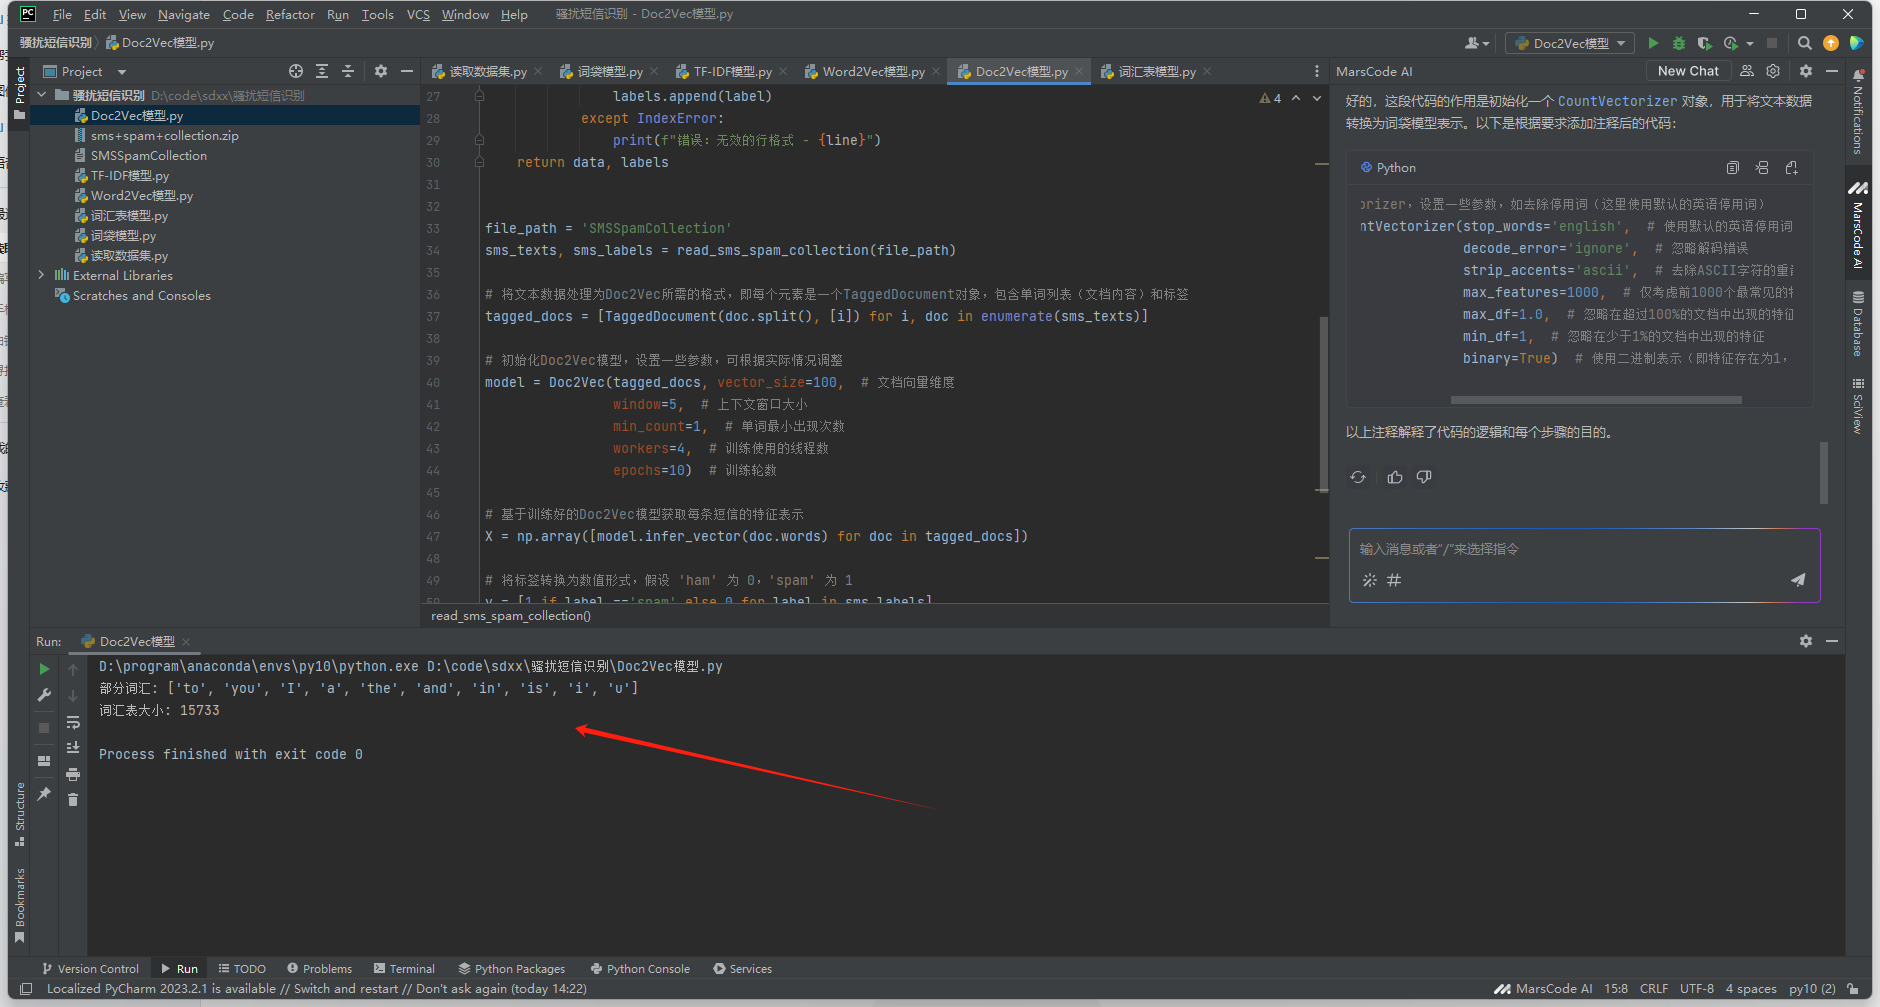 File Edit View Navigate Code Refactor Run Tools VCS Window Help 骚扰短信识别 - Doc2Vec模型.py
骚扰短信识别 Doc2Vec模型.py
Doc2Vec模型
Project
读取数据集.py 词袋模型.py TF-IDF模型.py Word2Vec模型.py Doc2Vec模型.py 词汇表模型.py
MarsCode AI New Chat
Project
骚扰短信识别 D:\code\sdxx\骚扰短信识别
Doc2Vec模型.py
sms+spam+collection.zip
SMSSpamCollection
TF-IDF模型.py
Word2Vec模型.py
词汇表模型.py
词袋模型.py
读取数据集.py
External Libraries
Scratches and Consoles
4
27 labels.append(label)
28 except IndexError:
29 print(f"错误：无效的行格式 - {line}")
30 return data, labels
31
32
33 file_path = 'SMSSpamCollection'
34 sms_texts, sms_labels = read_sms_spam_collection(file_path)
35
36 # 将文本数据处理为Doc2Vec所需的格式，即每个元素是一个TaggedDocument对象，包含单词列表（文档内容）和标签
37 tagged_docs = [TaggedDocument(doc.split(), [i]) for i, doc in enumerate(sms_texts)]
38
39 # 初始化Doc2Vec模型，设置一些参数，可根据实际情况调整
40 model = Doc2Vec(tagged_docs, vector_size=100, # 文档向量维度
41 window=5, # 上下文窗口大小
42 min_count=1, # 单词最小出现次数
43 workers=4, # 训练使用的线程数
44 epochs=10) # 训练轮数
45
46 # 基于训练好的Doc2Vec模型获取每条短信的特征表示
47 X = np.array([model.infer_vector(doc.words) for doc in tagged_docs])
48
49 # 将标签转换为数值形式，假设 'ham' 为 0，'spam' 为 1
50 y = [1 if label =='spam' else 0 for label in sms_labels]
read_sms_spam_collection()
好的，这段代码的作用是初始化一个 CountVectorizer 对象，用于将文本数据
转换为词袋模型表示。以下是根据要求添加注释后的代码：
Python
orizer，设置一些参数，如去除停用词（这里使用默认的英语停用词）
ntVectorizer(stop_words='english', # 使用默认的英语停用词
decode_error='ignore', # 忽略解码错误
strip_accents='ascii', # 去除ASCII字符的重
max_features=1000, # 仅考虑前1000个最常见的
max_df=1.0, # 忽略在超过100%的文档中出现的特征
min_df=1, # 忽略在少于1%的文档中出现的特征
binary=True) # 使用二进制表示（即特征存在为1，
以上注释解释了代码的逻辑和每个步骤的目的。
输入消息或者“/”来选择指令
#
Notifications
MarsCode AI
Database
SciView
Run: Doc2Vec模型
D:\program\anaconda\envs\py10\python.exe D:\code\sdxx\骚扰短信识别\Doc2Vec模型.py
部分词汇: ['to', 'you', 'I', 'a', 'the', 'and', 'in', 'is', 'i', 'u']
词汇表大小: 15733
Process finished with exit code 0
Structure
Bookmarks
Version Control Run TODO Problems Terminal Python Packages Python Console Services
Localized PyCharm 2023.2.1 is available // Switch and restart // Don't ask again (today 14:22)
MarsCode AI 15:8 CRLF UTF-8 4 spaces py10 (2)